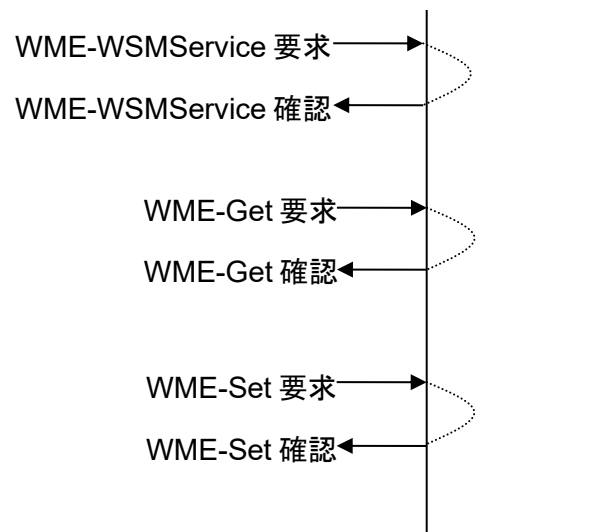 WME-WSMService 要求
WME-WSMService 確認
WME-Get 要求
WME-Get 確認
WME-Set 要求
WME-Set 確認